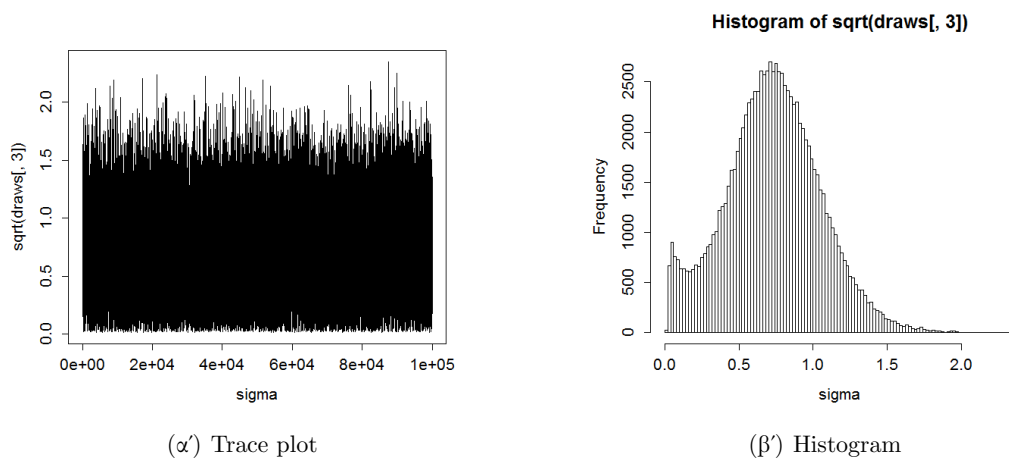 Histogram of sqrt(draws[, 3])
sqrt(draws[, 3])
0.0 0.5 1.0 1.5 2.0
0e+00 2e+04 4e+04 6e+04 8e+04 1e+05
sigma
Frequency
0 500 1000 1500 2000 2500
0.0 0.5 1.0 1.5 2.0
sigma
(αʹ) Trace plot
(βʹ) Histogram